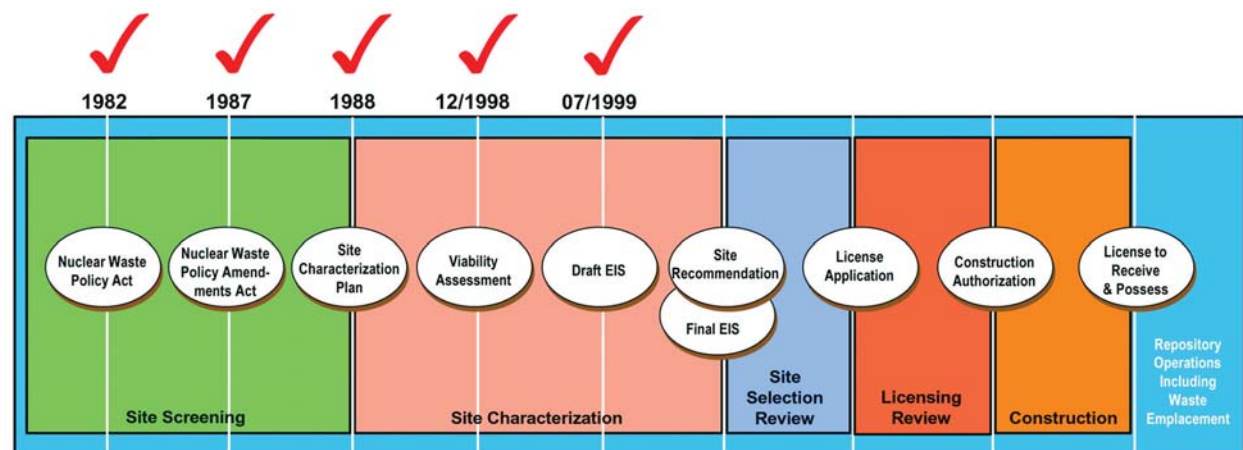 1982
1987
1988
12/1998
07/1999
Nuclear Waste
Policy Act
Nuclear Waste
Policy Amend-
ments Act
Site
Characterization
Plan
Viability
Assessment
Draft EIS
Site
Recommendation
Final EIS
License
Application
Construction
Authorization
License to
Receive
& Possess
Site Screening
Site Characterization
Site
Selection
Review
Licensing
Review
Construction
Repository
Operations
Including
Waste
Emplacement